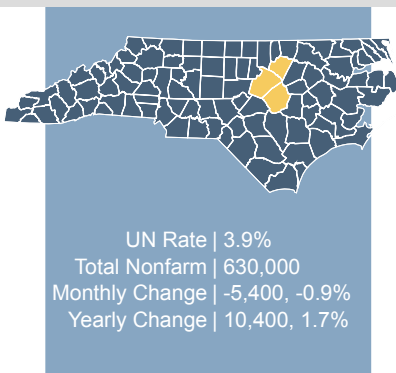 UN Rate | 3.9%
Total Nonfarm | 630,000
Monthly Change | -5,400, -0.9%
Yearly Change | 10,400, 1.7%